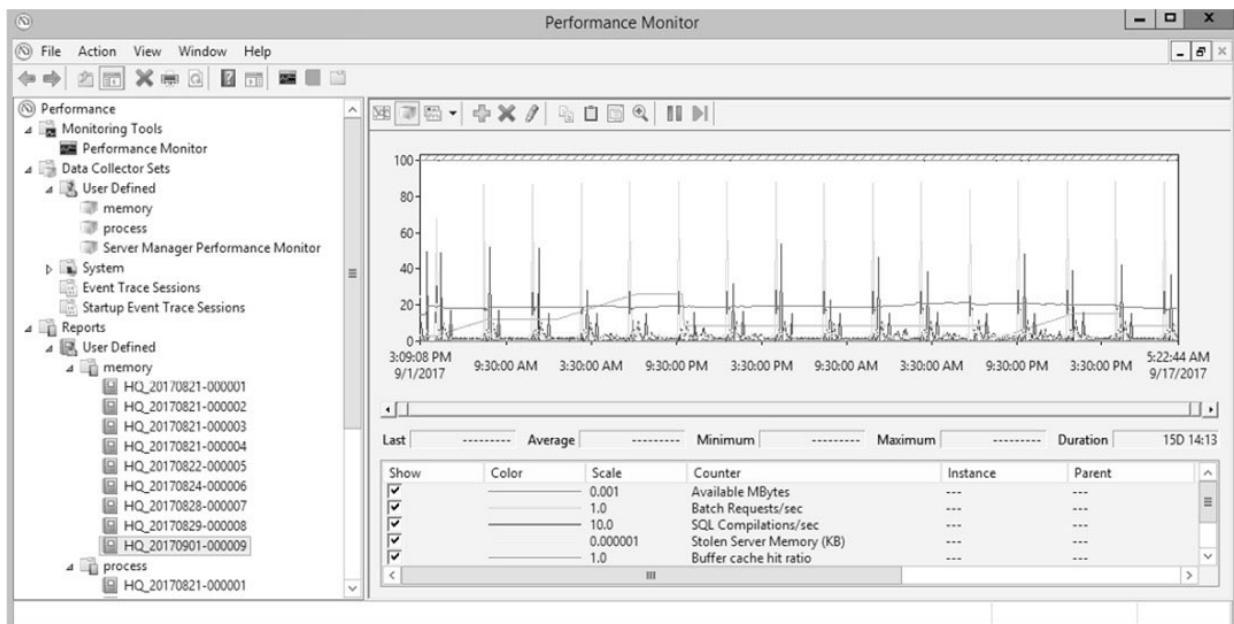 Performance Monitor
File Action View Window Help
Performance
Monitoring Tools
Performance Monitor
Data Collector Sets
User Defined
memory
process
Server Manager Performance Monitor
System
Event Trace Sessions
Startup Event Trace Sessions
Reports
User Defined
memory
HQ_20170821-000001
HQ_20170821-000002
HQ_20170821-000003
HQ_20170821-000004
HQ_20170822-000005
HQ_20170824-000006
HQ_20170828-000007
HQ_20170829-000008
HQ_20170901-000009
process
HQ_20170821-000001
100
80
60
40
20
0
3:09:08 PM 9:30:00 AM 3:30:00 AM 9:30:00 PM 3:30:00 PM 9:30:00 AM 3:30:00 AM 9:30:00 PM 3:30:00 PM 5:22:44 AM
9/1/2017 9/17/2017
Last --------- Average --------- Minimum --------- Maximum --------- Duration 15D 14:13
Show Color Scale Counter Instance Parent
0.001 Available MBytes --- ---
1.0 Batch Requests/sec --- ---
10.0 SQL Compilations/sec --- ---
0.000001 Stolen Server Memory (KB) --- ---
1.0 Buffer cache hit ratio --- ---